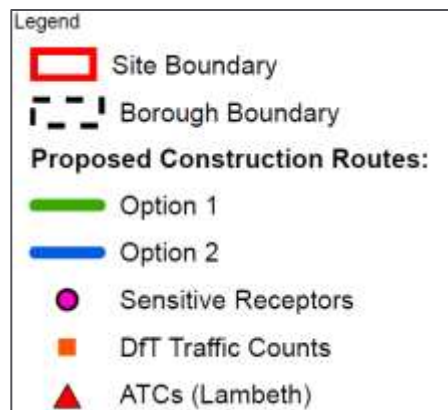 Legend
Site Boundary
Borough Boundary
Proposed Construction Routes:
Option 1
Option 2
Sensitive Receptors
DfT Traffic Counts
ATCs (Lambeth)